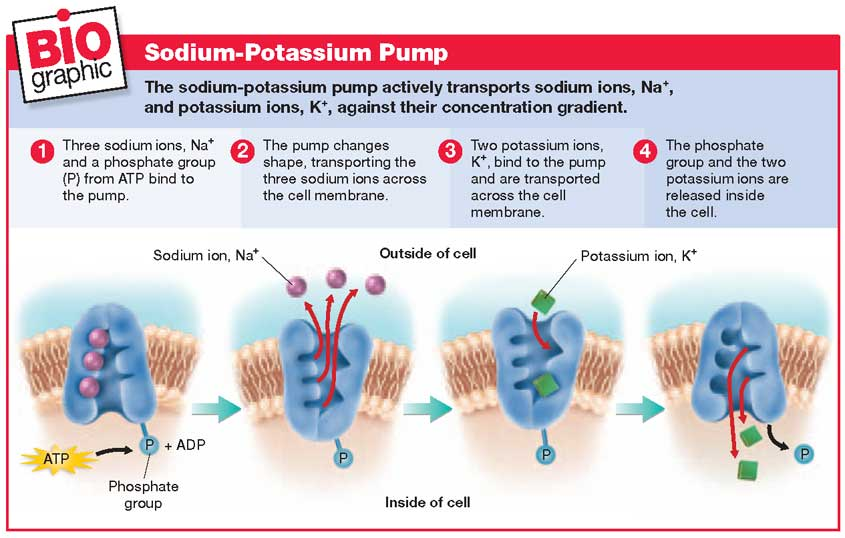 BIO
graphic
Sodium-Potassium Pump
The sodium-potassium pump actively transports sodium ions, Na⁺,
and potassium ions, K⁺, against their concentration gradient.
1
Three sodium ions, Na⁺
and a phosphate group
(P) from ATP bind to
the pump.
2
The pump changes
shape, transporting the
three sodium ions across
the cell membrane.
3
Two potassium ions,
K⁺, bind to the pump
and are transported
across the cell
membrane.
4
The phosphate
group and the two
potassium ions are
released inside
the cell.
Sodium ion, Na⁺
Outside of cell
Potassium ion, K⁺
ATP
P + ADP
Phosphate
group
P
P
P
Inside of cell